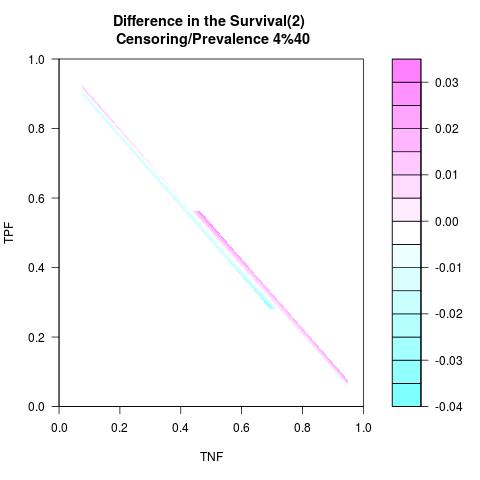 Difference in the Survival(2)
Censoring/Prevalence 4%40
1.0
0.8
0.6
0.4
0.2
0.0
TPF
0.0 0.2 0.4 0.6 0.8 1.0
TNF
0.03
0.02
0.01
0.00
-0.01
-0.02
-0.03
-0.04